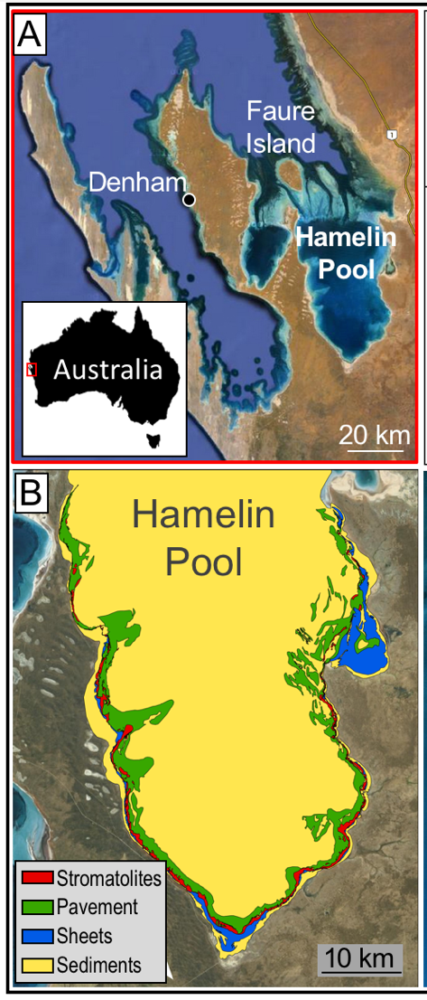 A
Faure
Island
Denham
1
Hamelin
Pool
Australia
20 km
B
Hamelin
Pool
Stromatolites
Pavement
Sheets
Sediments
10 km